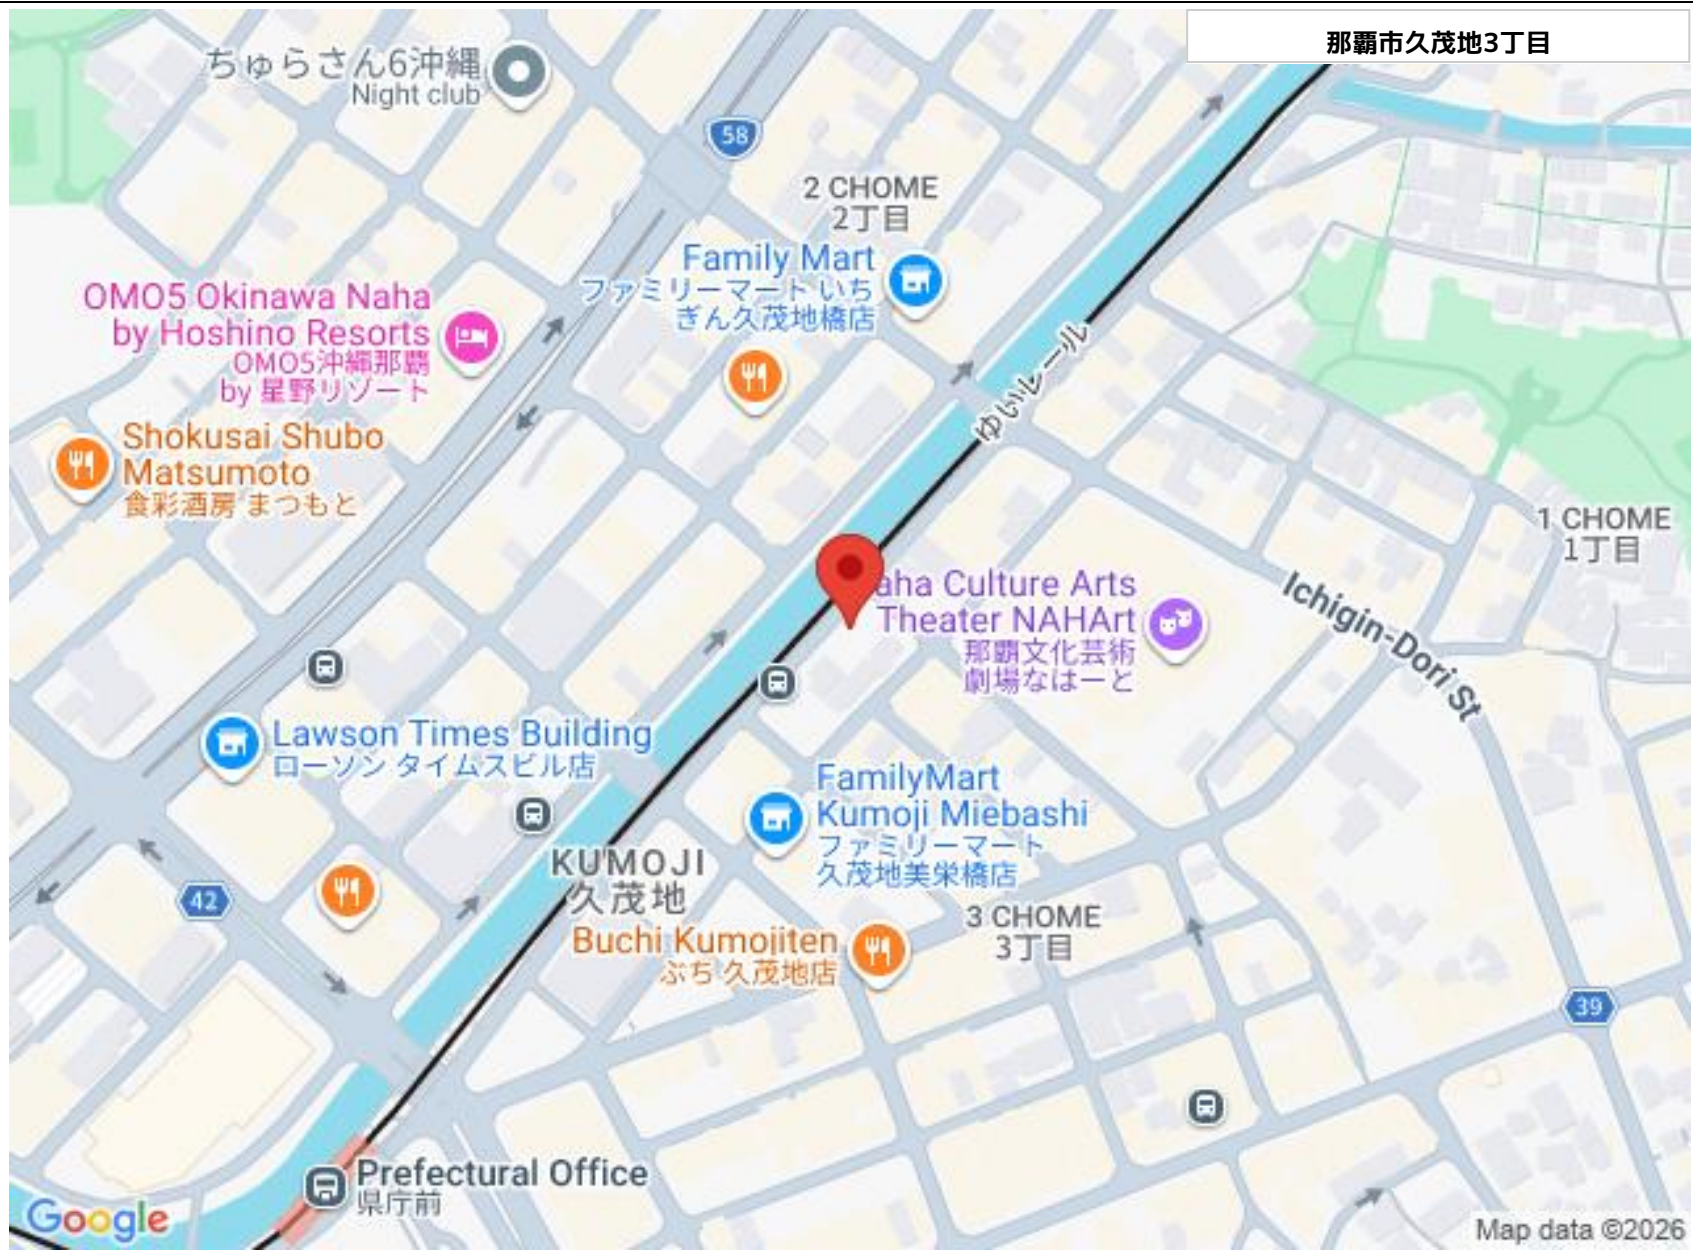 那覇市久茂地3丁目
ちゅらさん6沖縄
Night club
58
2 CHOME
2丁目
Family Mart
ファミリーマート いち
ぎん久茂地橋店
OMO5 Okinawa Naha
by Hoshino Resorts
OMO5沖縄那覇
by 星野リゾート
ゆいレール
Shokusai Shubo
Matsumoto
食彩酒房 まつもと
1 CHOME
1丁目
aha Culture Arts
Theater NAHArt
那覇文化芸術
劇場なはーと
Ichigin-Dori St
Lawson Times Building
ローソン タイムスビル店
FamilyMart
Kumoji Miebashi
ファミリーマート
久茂地美栄橋店
KUMOJI
久茂地
42
3 CHOME
3丁目
Buchi Kumojiten
ぶち 久茂地店
39
Prefectural Office
県庁前
Google
Map data ©2026